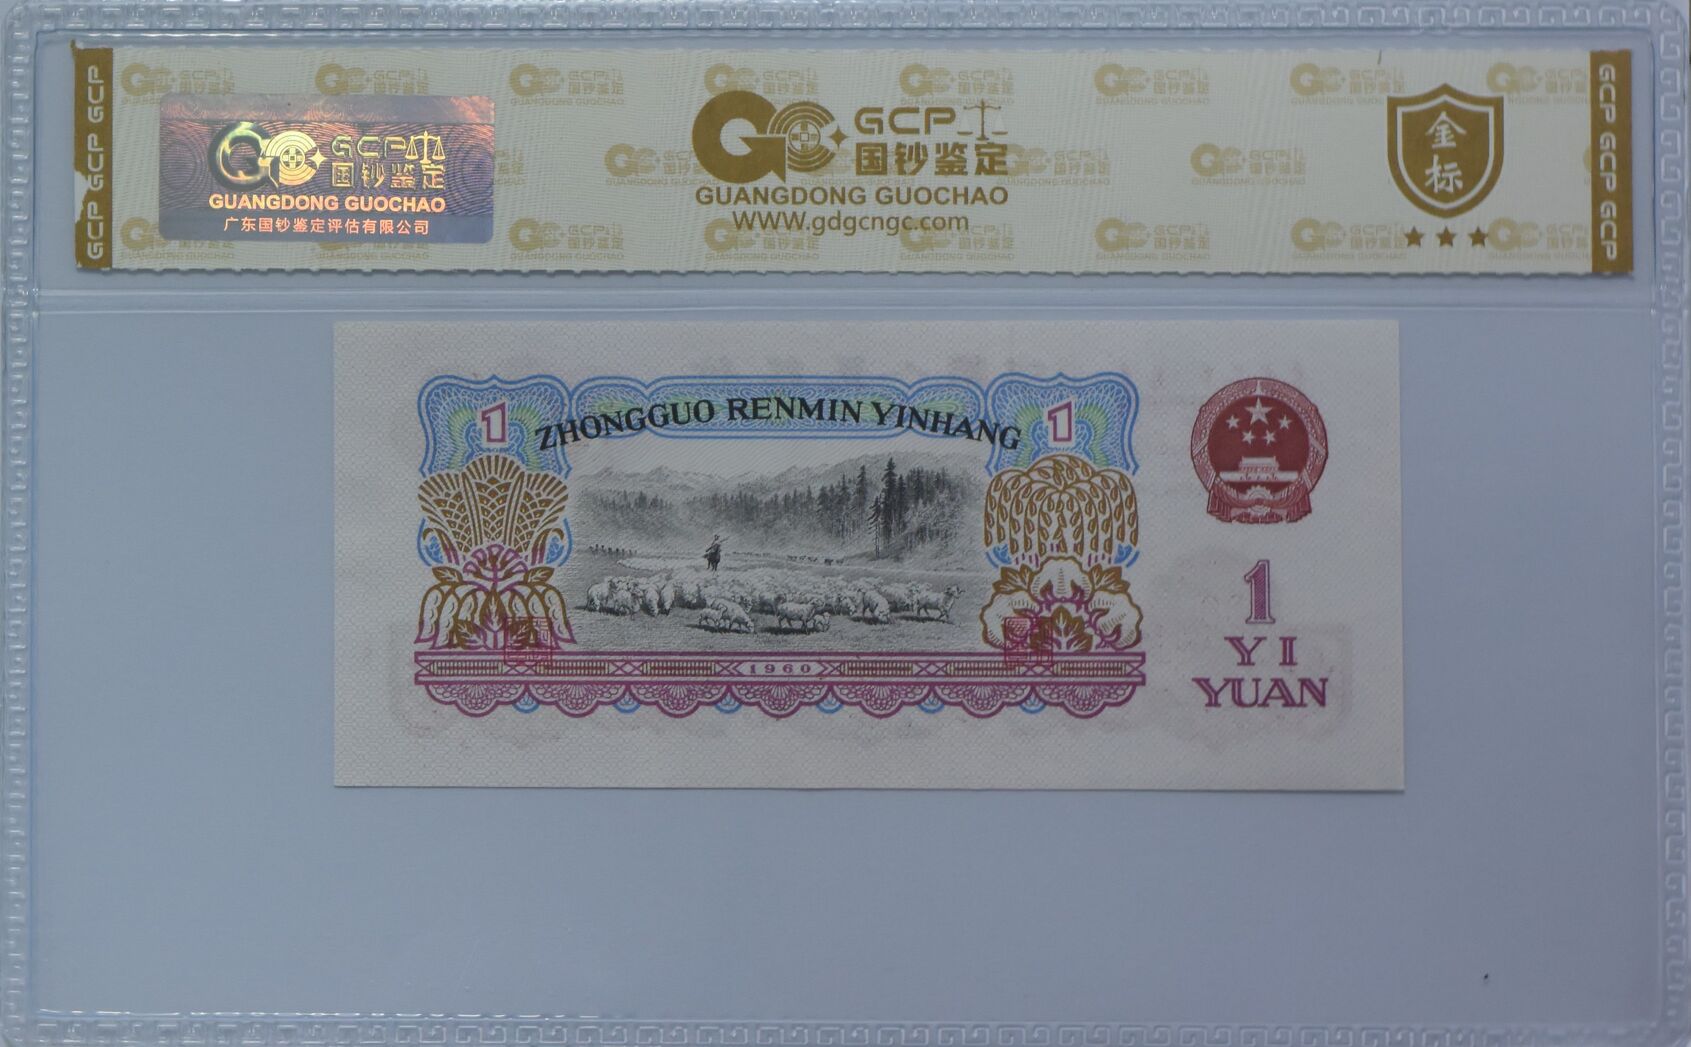 GCP GCP GCP
GCP
国钞鉴定
GUANGDONG GUOCHAO
广东国钞鉴定评估有限公司
GCP
国钞鉴定
GUANGDONG GUOCHAO
WWW.gdgcngc.com
金标
GCP GCP GCP
ZHONGGUO RENMIN YINHANG
1
1
1960
1
YI
YUAN